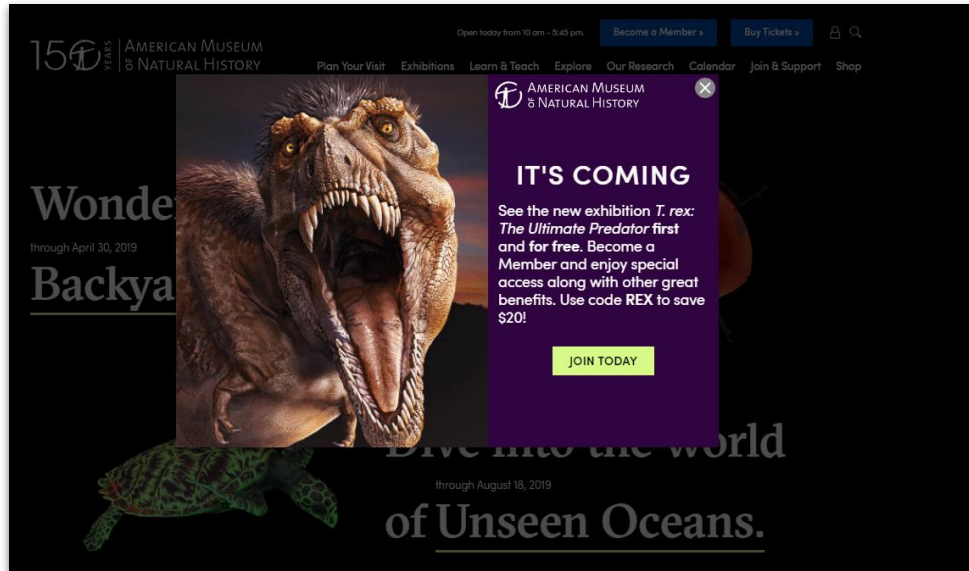 150 YEARS
AMERICAN MUSEUM
OF NATURAL HISTORY
Open today from 10 am - 5:45 pm.
Become a Member »
Buy Tickets »
Plan Your Visit
Exhibitions
Learn & Teach
Explore
Our Research
Calendar
Join & Support
Shop
AMERICAN MUSEUM
OF NATURAL HISTORY
IT'S COMING
See the new exhibition T. rex:
The Ultimate Predator first
and for free. Become a
Member and enjoy special
access along with other great
benefits. Use code REX to save
$20!
JOIN TODAY
through April 30, 2019
Dive into the world
through August 18, 2019
of Unseen Oceans.